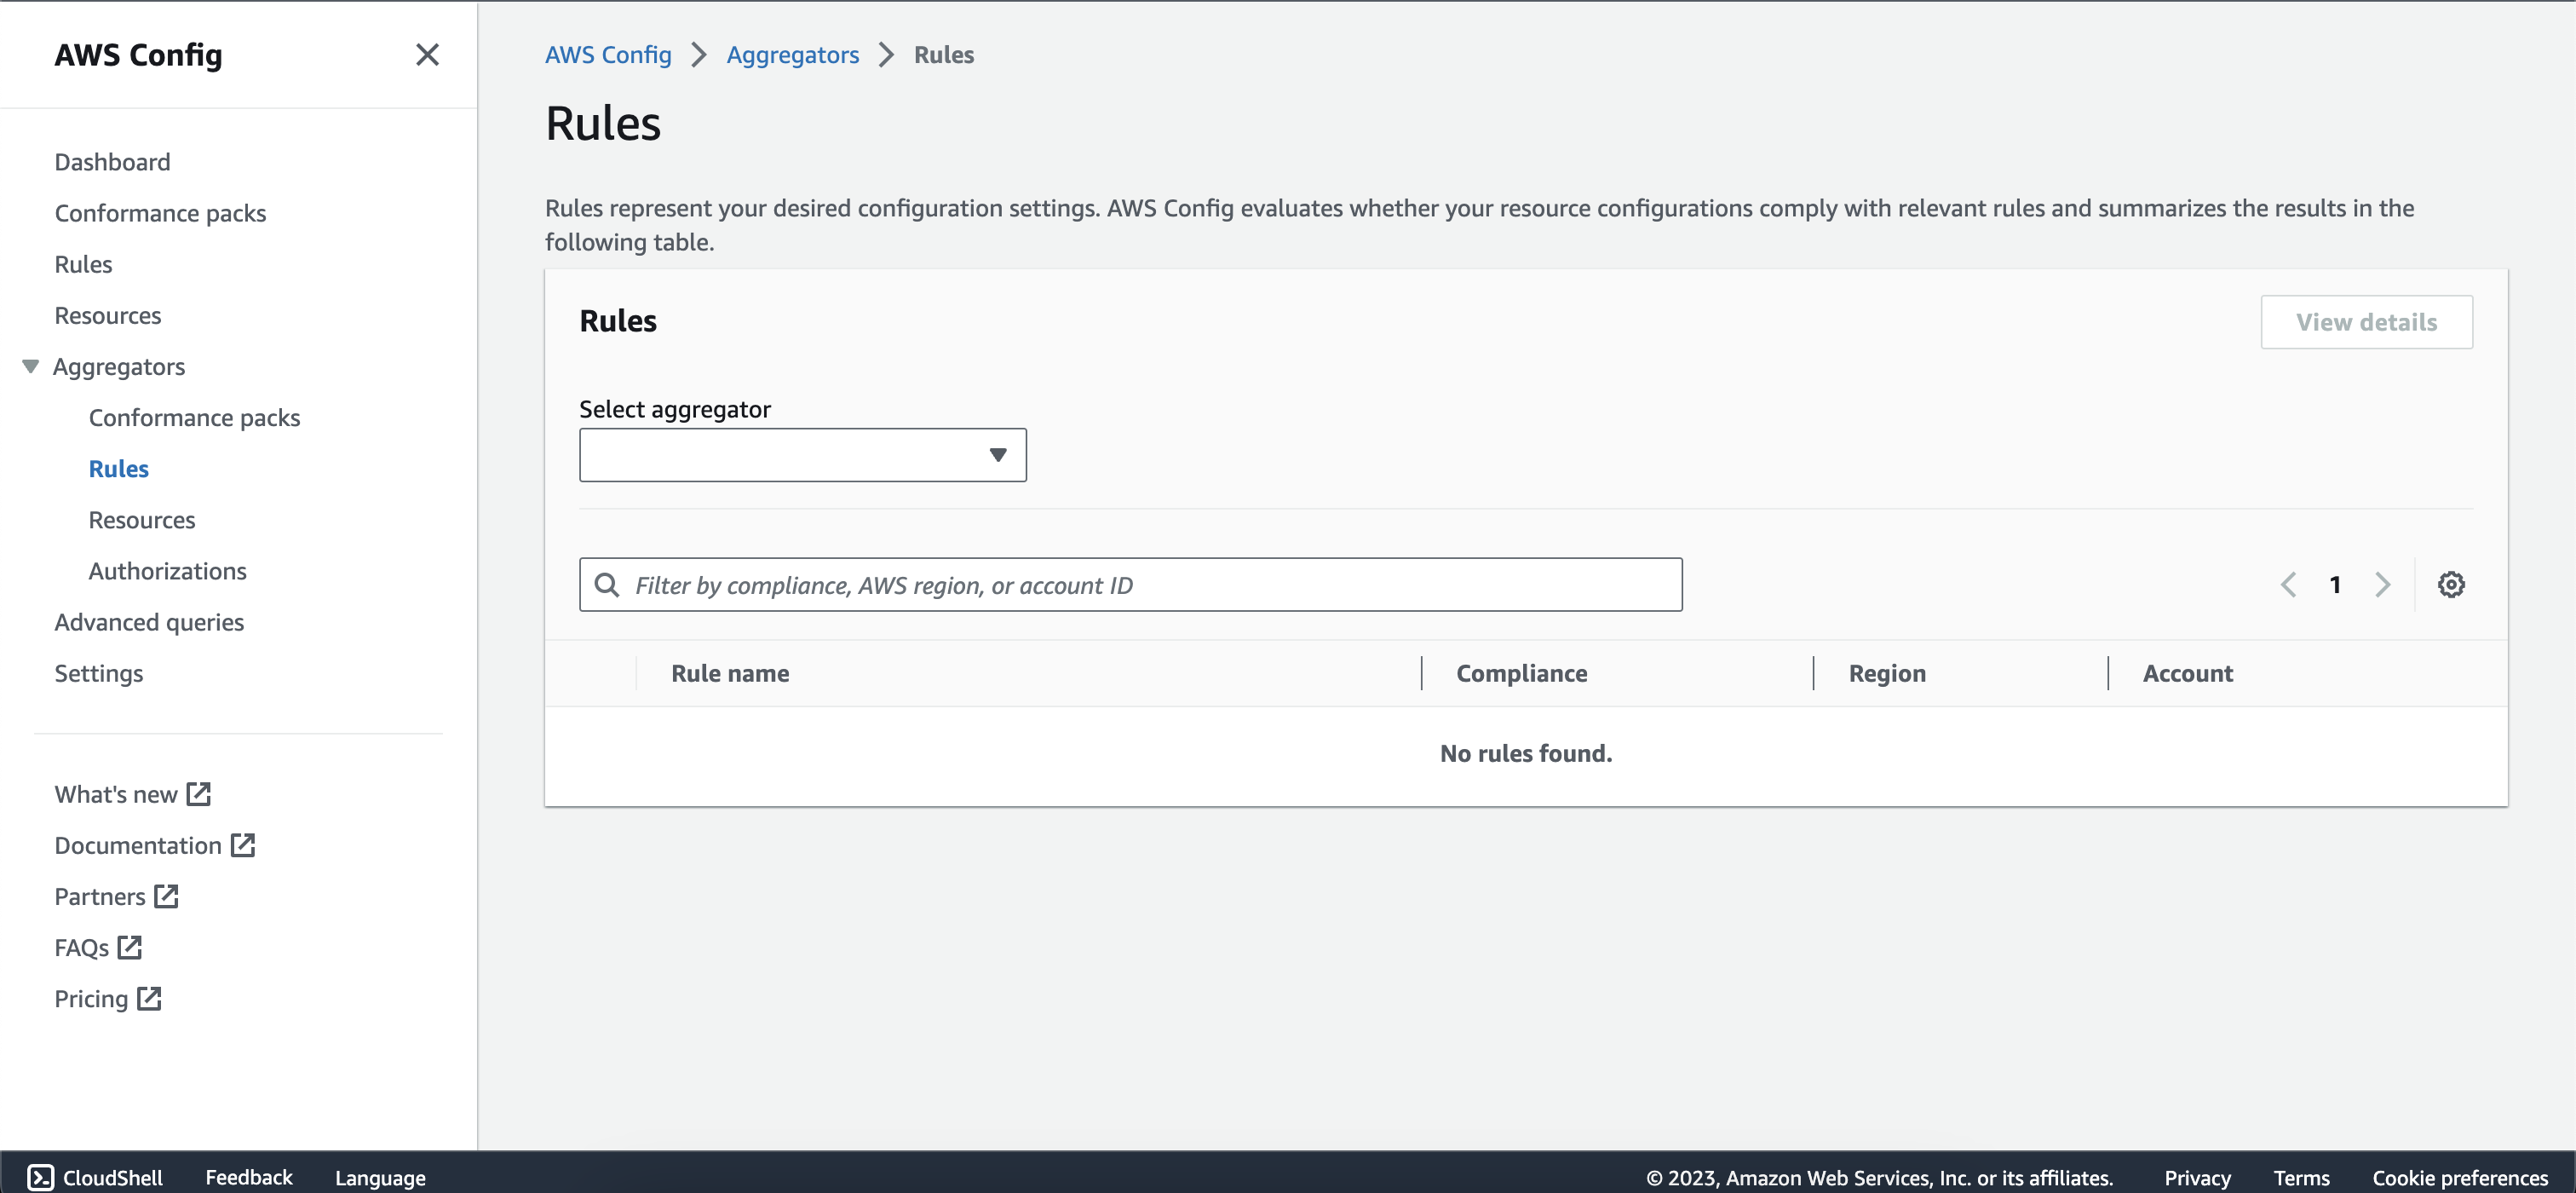 AWS Config
Dashboard
Conformance packs
Rules
Resources
Aggregators
Conformance packs
Rules
Resources
Authorizations
Advanced queries
Settings
What's new
Documentation
Partners
FAQs
Pricing
AWS Config > Aggregators > Rules
Rules
Rules represent your desired configuration settings. AWS Config evaluates whether your resource configurations comply with relevant rules and summarizes the results in the
following table.
Rules
View details
Select aggregator
Filter by compliance, AWS region, or account ID
1
Rule name Compliance Region Account
No rules found.
CloudShell Feedback Language © 2023, Amazon Web Services, Inc. or its affiliates. Privacy Terms Cookie preferences